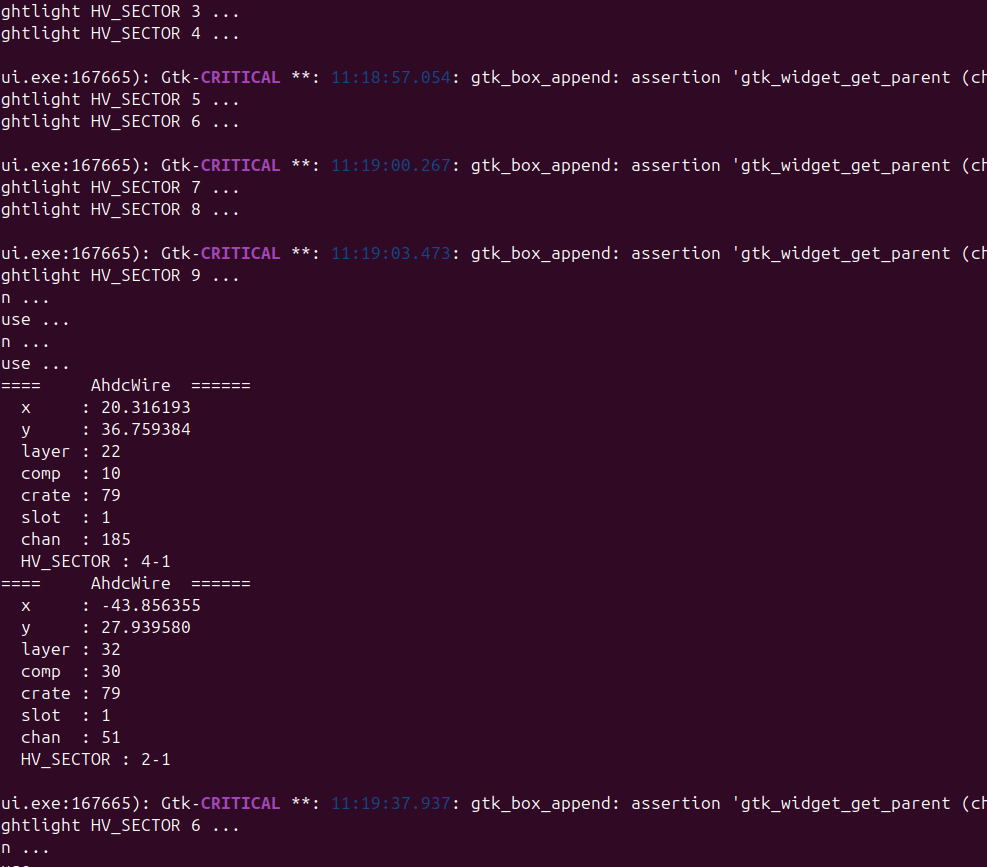 ghtlight HV_SECTOR 3 ...
ghtlight HV_SECTOR 4 ...
ui.exe:167665): Gtk-CRITICAL **: 11:18:57.054: gtk_box_append: assertion 'gtk_widget_get_parent (ch
ghtlight HV_SECTOR 5 ...
ghtlight HV_SECTOR 6 ...
ui.exe:167665): Gtk-CRITICAL **: 11:19:00.267: gtk_box_append: assertion 'gtk_widget_get_parent (ch
ghtlight HV_SECTOR 7 ...
ghtlight HV_SECTOR 8 ...
ui.exe:167665): Gtk-CRITICAL **: 11:19:03.473: gtk_box_append: assertion 'gtk_widget_get_parent (ch
ghtlight HV_SECTOR 9 ...
n ...
use ...
n ...
use ...
==== AhdcWire ======
x : 20.316193
y : 36.759384
layer : 22
comp : 10
crate : 79
slot : 1
chan : 185
HV_SECTOR : 4-1
==== AhdcWire ======
x : -43.856355
y : 27.939580
layer : 32
comp : 30
crate : 79
slot : 1
chan : 51
HV_SECTOR : 2-1
ui.exe:167665): Gtk-CRITICAL **: 11:19:37.937: gtk_box_append: assertion 'gtk_widget_get_parent (ch
ghtlight HV_SECTOR 6 ...
n ...